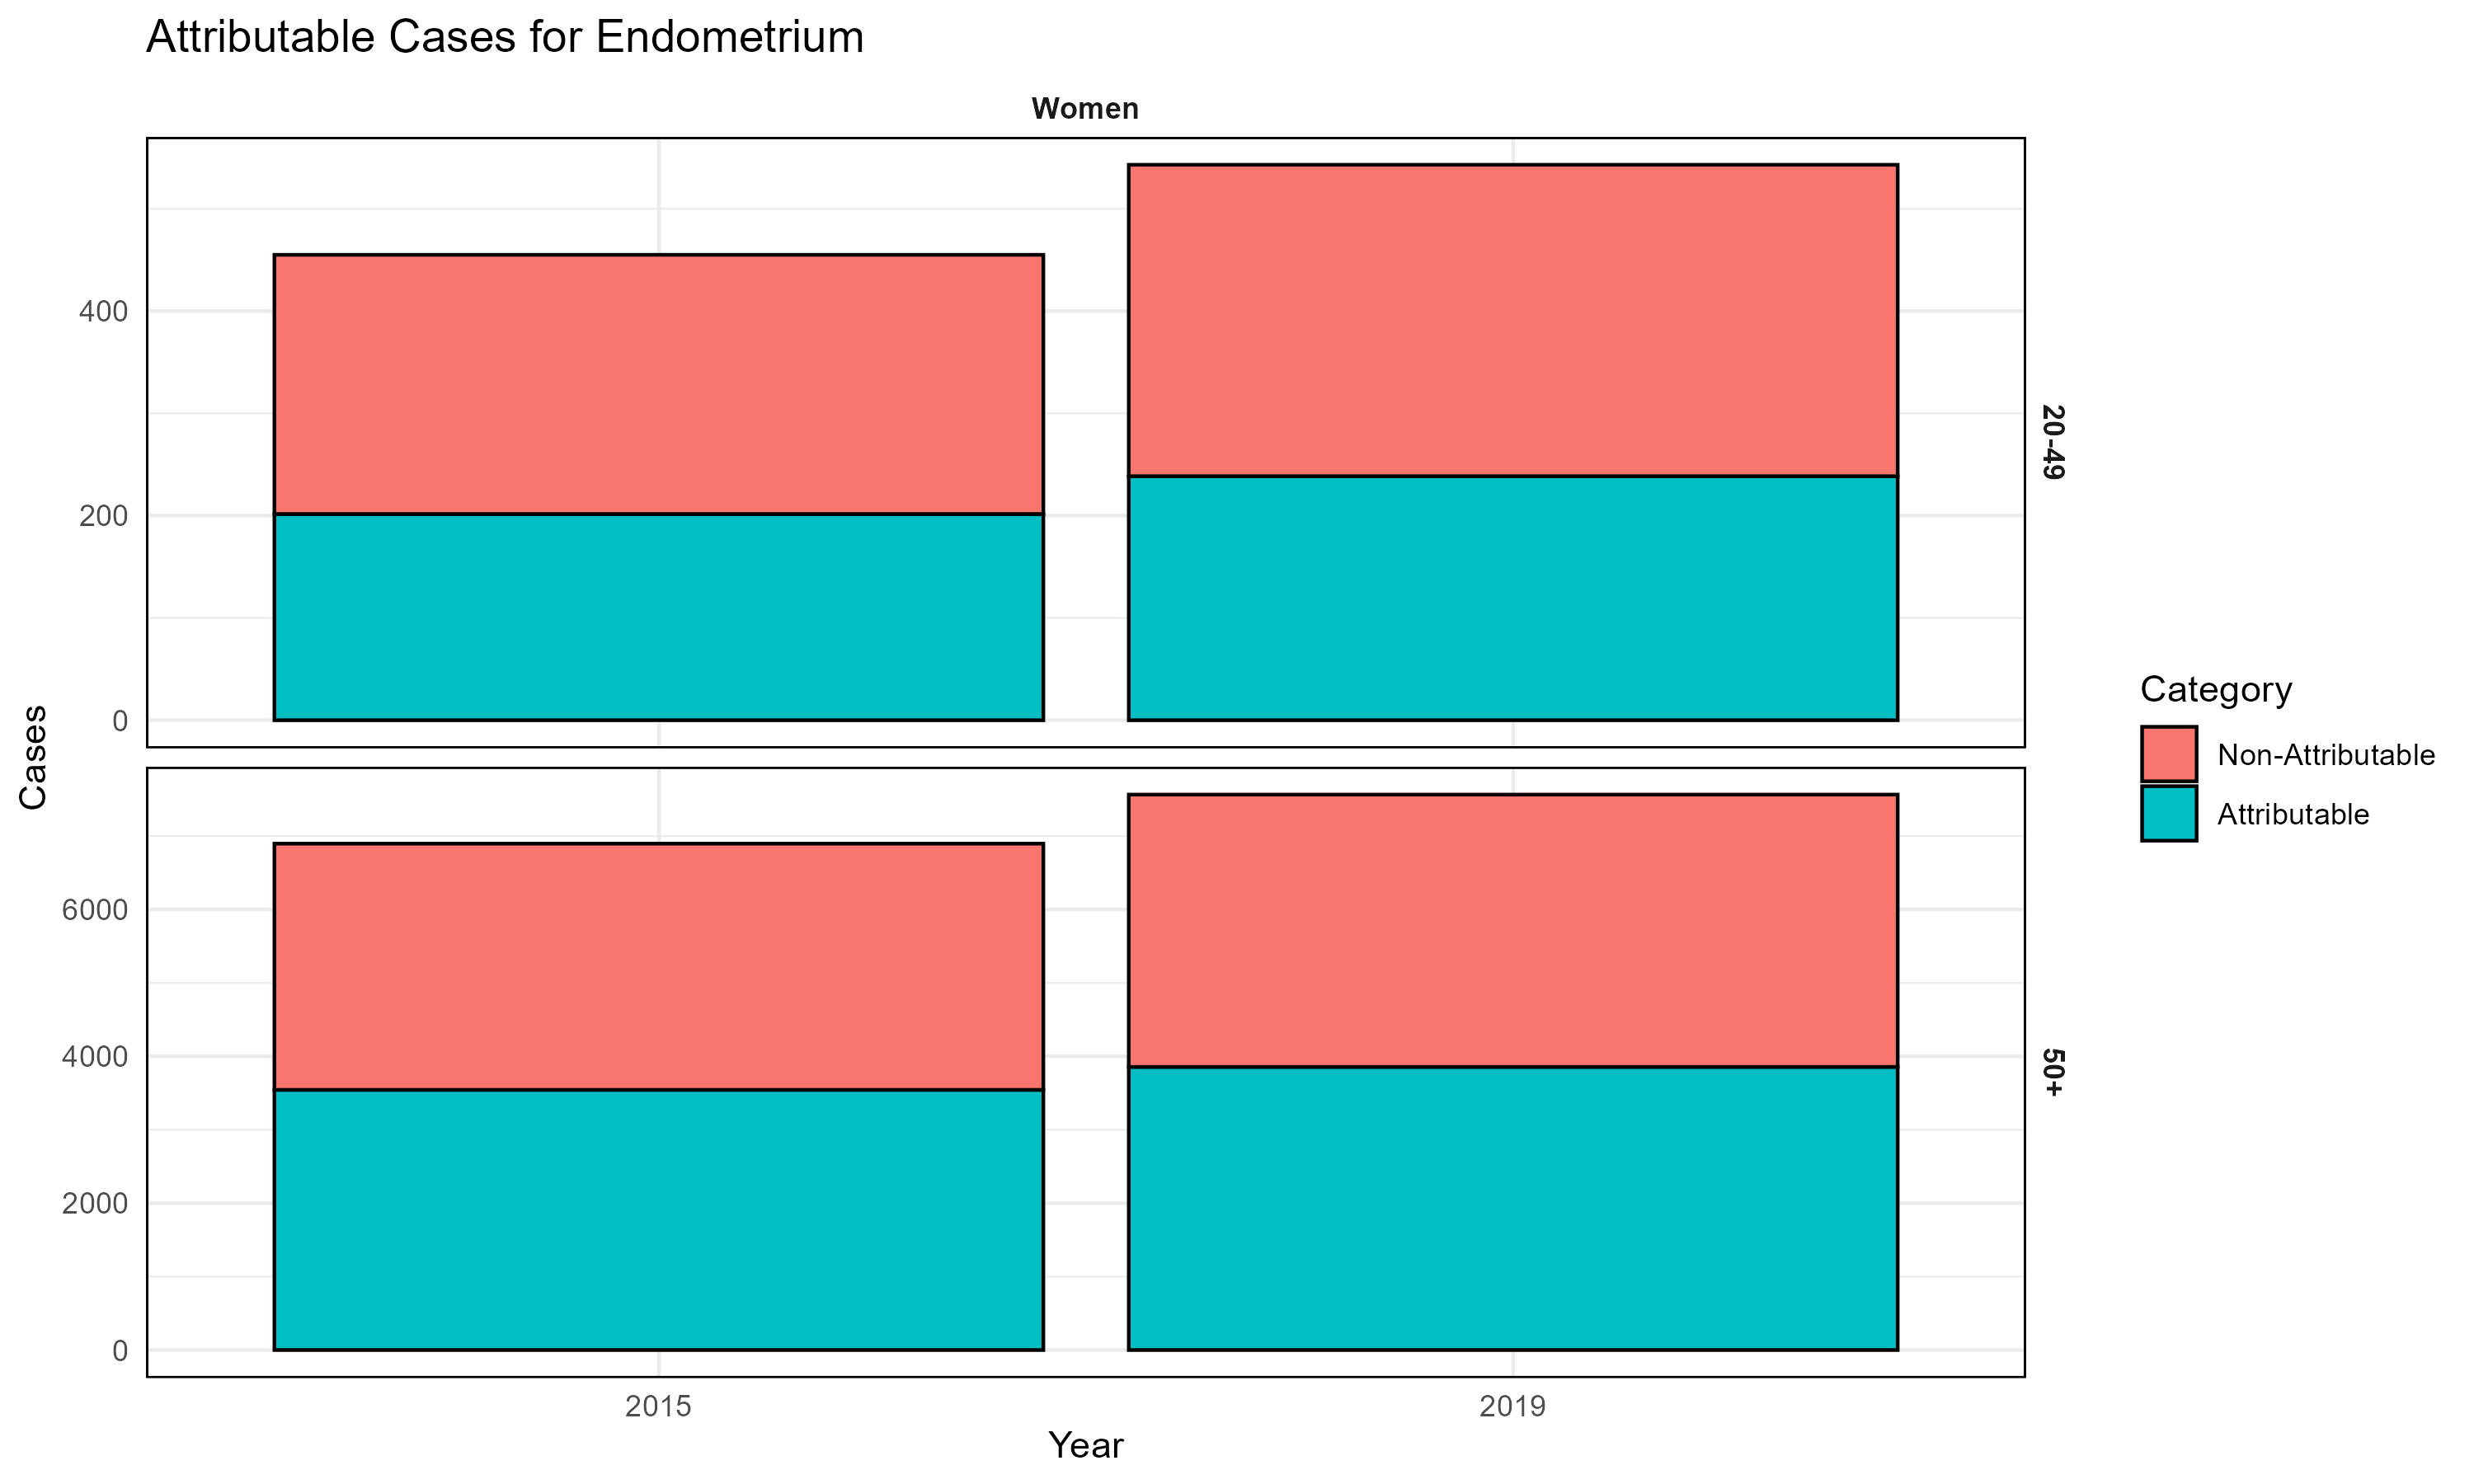 Attributable Cases for Endometrium
Women
400
200
0
20-49
Cases
6000
4000
2000
0
50+
2015
2019
Year
Category
Non-Attributable
Attributable